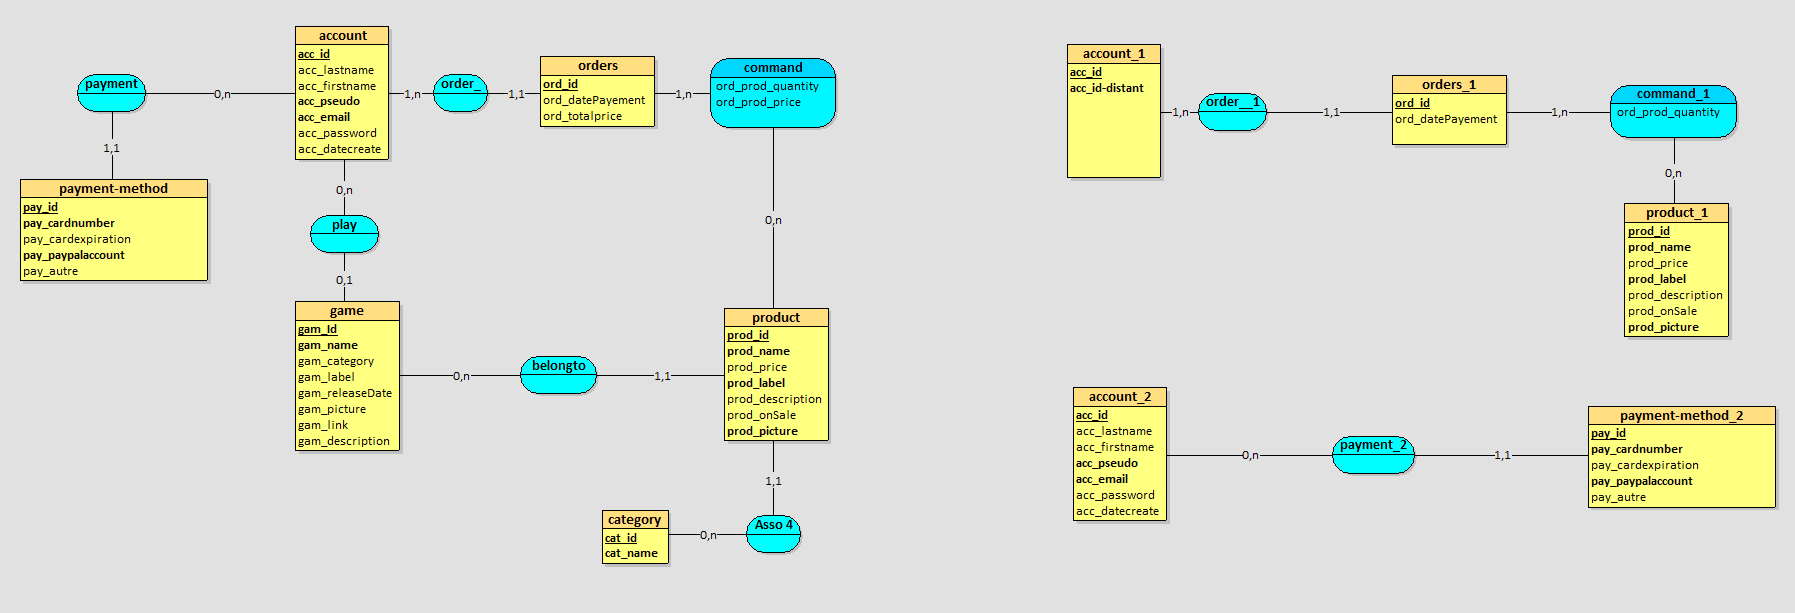 account
acc_id
acc_lastname
acc_firstname
acc_pseudo
acc_email
acc_password
acc_datecreate
payment
0,n
1,1
payment-method
pay_id
pay_cardnumber
pay_cardexpiration
pay_paypalaccount
pay_autre
1,n
order_
1,1
orders
ord_id
ord_datePayement
ord_totalprice
1,n
command
ord_prod_quantity
ord_prod_price
0,n
0,n
play
0,1
game
gam_Id
gam_name
gam_category
gam_label
gam_releaseDate
gam_picture
gam_link
gam_description
0,n
belongto
1,1
product
prod_id
prod_name
prod_price
prod_label
prod_description
prod_onSale
prod_picture
1,1
Asso 4
0,n
category
cat_id
cat_name
account_1
acc_id
acc_id-distant
1,n
order__1
1,1
orders_1
ord_id
ord_datePayement
1,n
command_1
ord_prod_quantity
0,n
product_1
prod_id
prod_name
prod_price
prod_label
prod_description
prod_onSale
prod_picture
account_2
acc_id
acc_lastname
acc_firstname
acc_pseudo
acc_email
acc_password
acc_datecreate
0,n
payment_2
1,1
payment-method_2
pay_id
pay_cardnumber
pay_cardexpiration
pay_paypalaccount
pay_autre